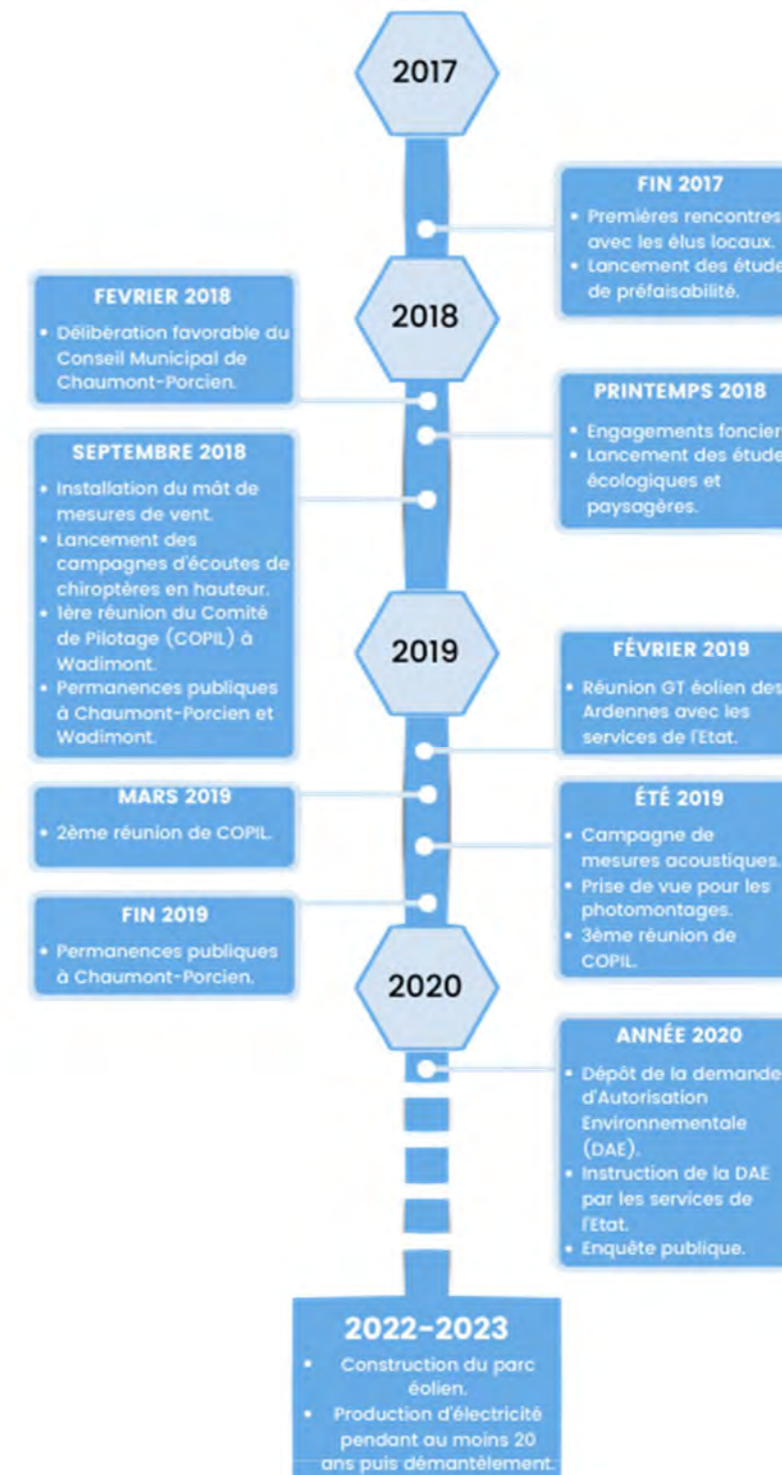 2017
FIN 2017
• Premières rencontres
avec les élus locaux.
• Lancement des étude
de préfaisabilité.
2018
FEVRIER 2018
• Délibération favorable du
Conseil Municipal de
Chaumont-Porcien.
PRINTEMPS 2018
• Engagements foncier
• Lancement des étude
écologiques et
paysagères.
SEPTEMBRE 2018
• Installation du mât de
mesures de vent.
• Lancement des
campagnes d'écoutes de
chiroptères en hauteur.
• 1ère réunion du Comité
de Pilotage (COPIL) à
Wadimont.
• Permanences publiques
à Chaumont-Porcien et
Wadimont.
2019
FÉVRIER 2019
• Réunion GT éolien des
Ardennes avec les
services de l'Etat.
MARS 2019
• 2ème réunion de COPIL.
ÉTÉ 2019
• Campagne de
mesures acoustiques.
• Prise de vue pour les
photomontages.
• 3ème réunion de
COPIL.
FIN 2019
• Permanences publiques
à Chaumont-Porcien.
2020
ANNÉE 2020
• Dépôt de la demande
d'Autorisation
Environnementale
(DAE).
• Instruction de la DAE
par les services de
l'Etat.
• Enquête publique.
2022-2023
• Construction du parc
éolien.
• Production d'électricité
pendant au moins 20
ans puis démantèlement.